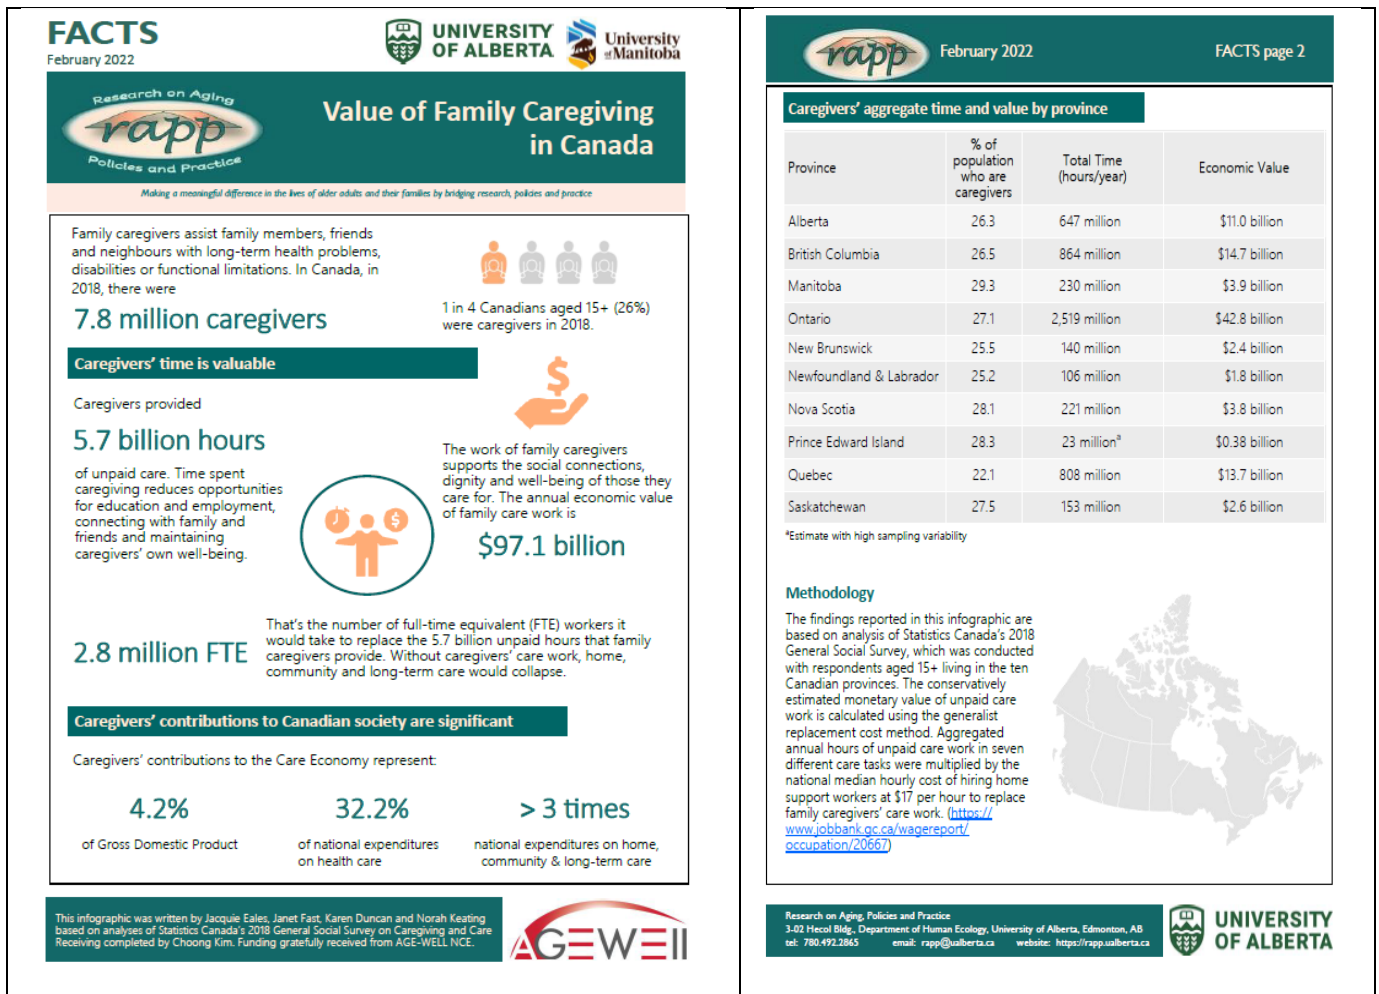 FACTS
February 2022
UNIVERSITY
OF ALBERTA
University
of Manitoba
Research on Aging
rapp
Policies and Practice
Value of Family Caregiving
in Canada
Making a meaningful difference in the lives of older adults and their families by bridging research, policies and practice
Family caregivers assist family members, friends
and neighbours with long-term health problems,
disabilities or functional limitations. In Canada, in
2018, there were
7.8 million caregivers
1 in 4 Canadians aged 15+ (26%)
were caregivers in 2018.
Caregivers' time is valuable
Caregivers provided
5.7 billion hours
of unpaid care. Time spent
caregiving reduces opportunities
for education and employment,
connecting with family and
friends and maintaining
caregivers' own well-being.
$
$
The work of family caregivers
supports the social connections,
dignity and well-being of those they
care for. The annual economic value
of family care work is
$97.1 billion
2.8 million FTE
That's the number of full-time equivalent (FTE) workers it
would take to replace the 5.7 billion unpaid hours that family
caregivers provide. Without caregivers' care work, home,
community and long-term care would collapse.
Caregivers' contributions to Canadian society are significant
Caregivers' contributions to the Care Economy represent:
4.2%
of Gross Domestic Product
32.2%
of national expenditures
on health care
> 3 times
national expenditures on home,
community & long-term care
This infographic was written by Jacquie Eales, Janet Fast, Karen Duncan and Norah Keating
based on analyses of Statistics Canada's 2018 General Social Survey on Caregiving and Care
Receiving completed by Choong Kim. Funding gratefully received from AGE-WELL NCE.
AGEWELL
rapp
February 2022
FACTS page 2
Caregivers' aggregate time and value by province
Province % of population who are caregivers Total Time (hours/year) Economic Value
Alberta 26.3 647 million $11.0 billion
British Columbia 26.5 864 million $14.7 billion
Manitoba 29.3 230 million $3.9 billion
Ontario 27.1 2,519 million $42.8 billion
New Brunswick 25.5 140 million $2.4 billion
Newfoundland & Labrador 25.2 106 million $1.8 billion
Nova Scotia 28.1 221 million $3.8 billion
Prince Edward Island 28.3 23 millionᵃ $0.38 billion
Quebec 22.1 808 million $13.7 billion
Saskatchewan 27.5 153 million $2.6 billion
ᵃEstimate with high sampling variability
Methodology
The findings reported in this infographic are
based on analysis of Statistics Canada's 2018
General Social Survey, which was conducted
with respondents aged 15+ living in the ten
Canadian provinces. The conservatively
estimated monetary value of unpaid care
work is calculated using the generalist
replacement cost method. Aggregated
annual hours of unpaid care work in seven
different care tasks were multiplied by the
national median hourly cost of hiring home
support workers at $17 per hour to replace
family caregivers' care work. (https://
www.jobbank.gc.ca/wagereport/
occupation/20667)
Research on Aging, Policies and Practice
3-02 Hecol Bldg., Department of Human Ecology, University of Alberta, Edmonton, AB
tel: 780.492.2865 email: rapp@ualberta.ca website: https://rapp.ualberta.ca
UNIVERSITY
OF ALBERTA